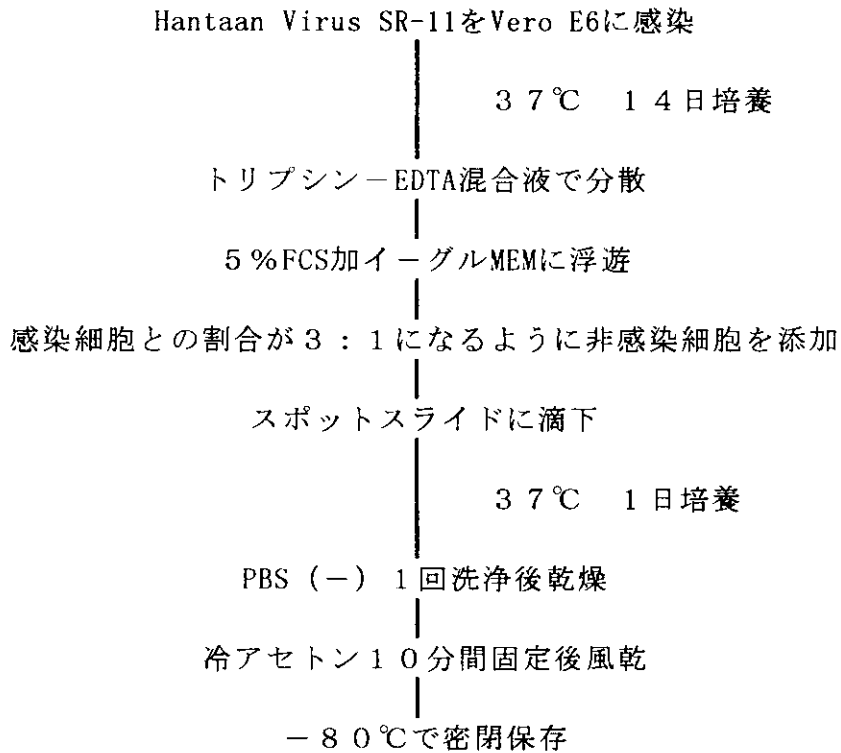 Hantaan Virus SR-11をVero E6に感染
３７℃　１４日培養
トリプシン－EDTA混合液で分散
５％FCS加イーグルMEMに浮遊
感染細胞との割合が３：１になるように非感染細胞を添加
スポットスライドに滴下
３７℃　１日培養
PBS（－）１回洗浄後乾燥
冷アセトン１０分間固定後風乾
－８０℃で密閉保存